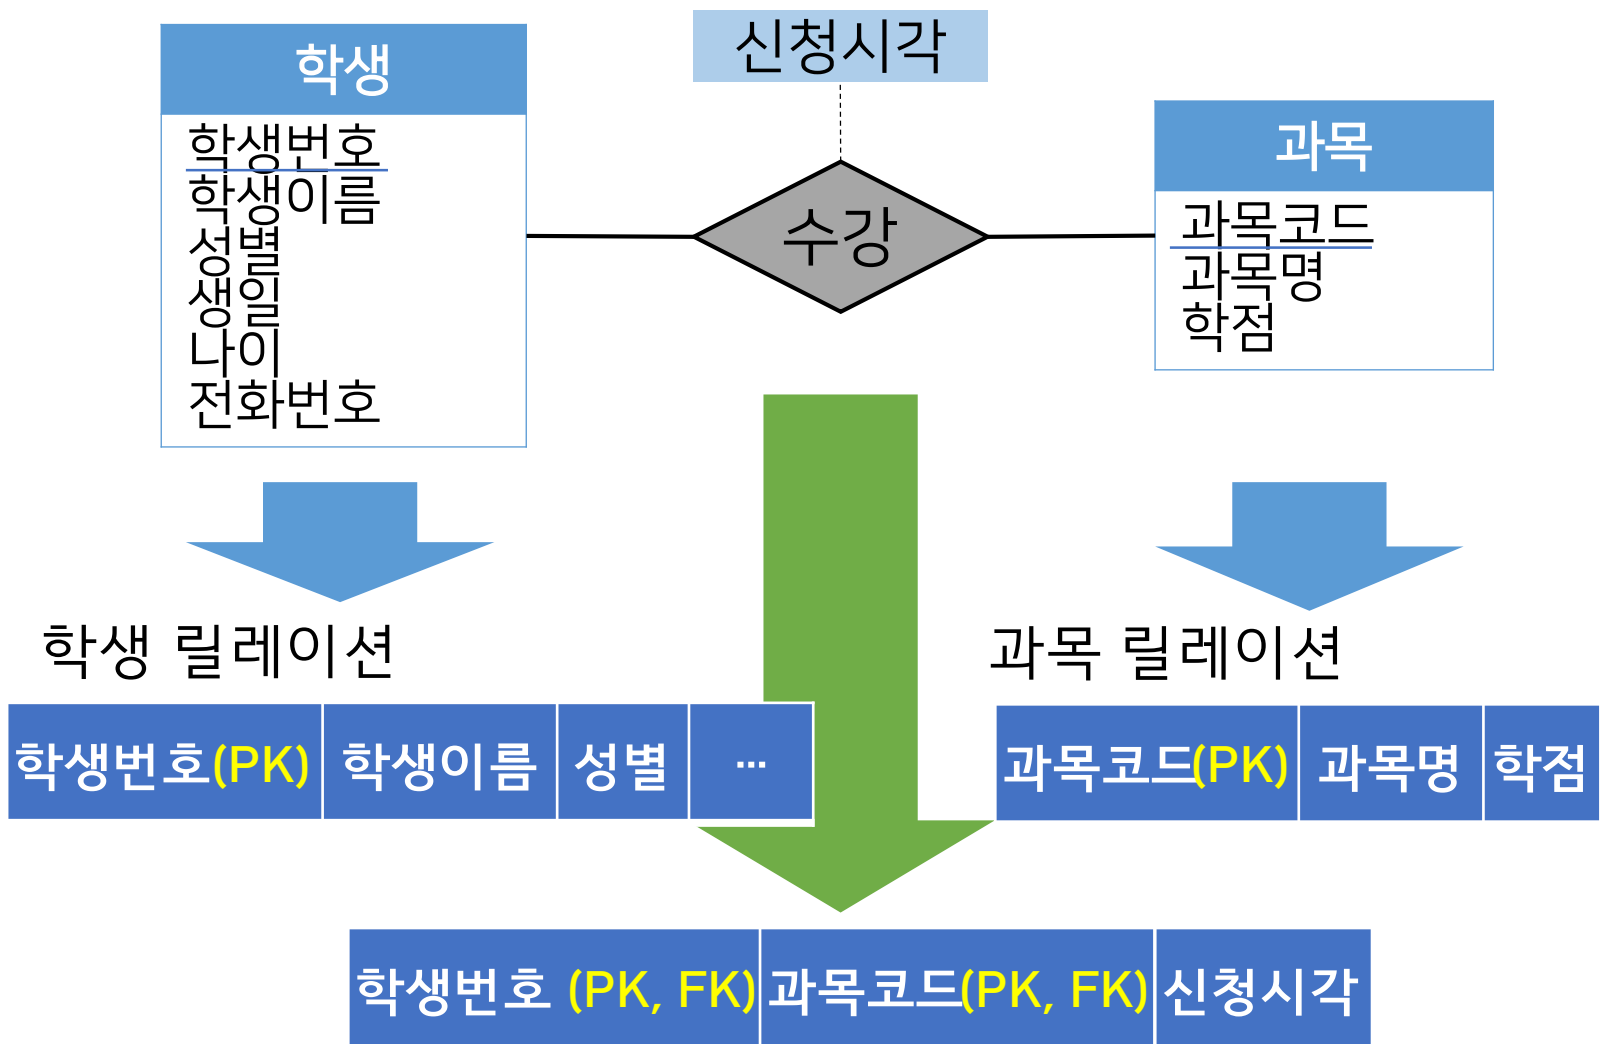 신청시각
학생
학생번호
학생이름
성별
생일
나이
전화번호
수강
과목
과목코드
과목명
학점
학생 릴레이션
학생번호(PK) 학생이름 성별 ...
과목 릴레이션
과목코드(PK) 과목명 학점
학생번호 (PK, FK) 과목코드(PK, FK) 신청시각